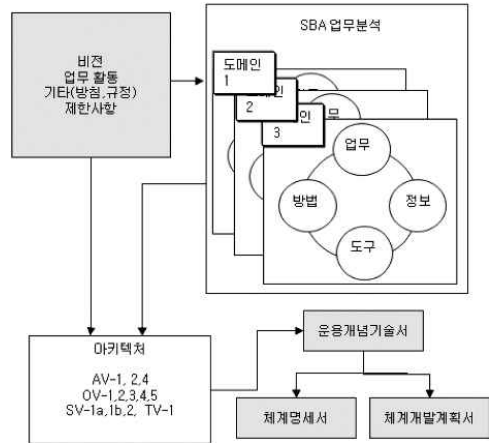 비젼
업무 활동
기타(방침,규정)
제한사항
SBA 업무분석
도메인
1
2
인
3
업무
방법
정보
도구
아키텍처
AV-1, 2,4
OV-1,2,3,4,5
SV-1a,1b,2, TV-1
운용개념기술서
체계명세서
체계개발계획서